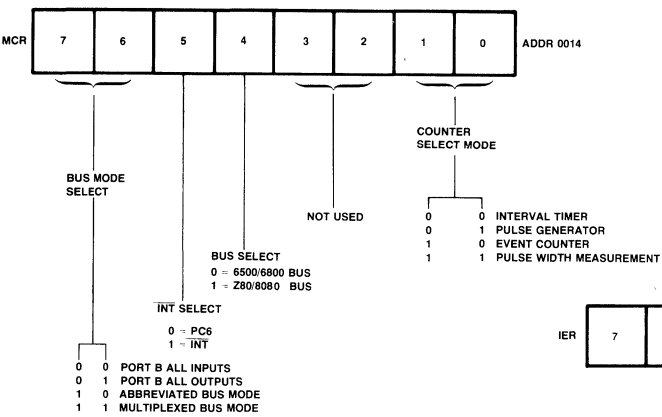 MCR 7 6 5 4 3 2 1 0 ADDR 0014
COUNTER
SELECT MODE
BUS MODE
SELECT
NOT USED
0 0 INTERVAL TIMER
0 1 PULSE GENERATOR
1 0 EVENT COUNTER
1 1 PULSE WIDTH MEASUREMENT
BUS SELECT
0 = 6500/6800 BUS
1 = Z80/8080 BUS
INT SELECT
0 = PC6
1 = INT
IER 7
0 0 PORT B ALL INPUTS
0 1 PORT B ALL OUTPUTS
1 0 ABBREVIATED BUS MODE
1 1 MULTIPLEXED BUS MODE